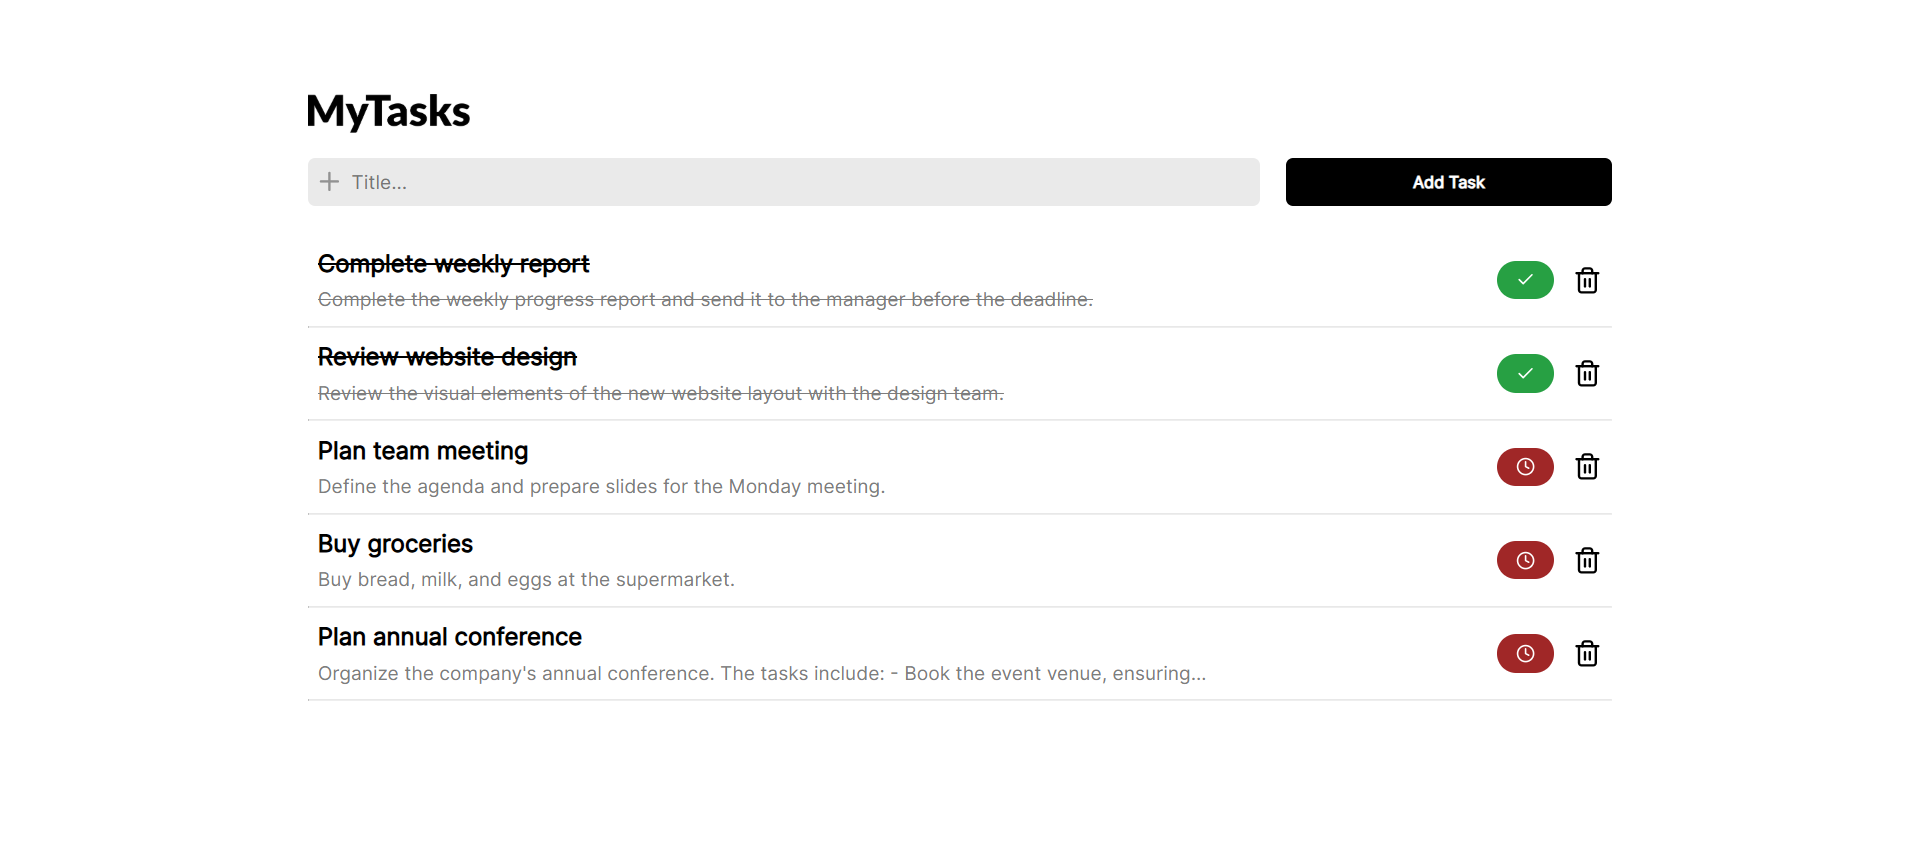 MyTasks
Title...
Add Task
Complete weekly report
Complete the weekly progress report and send it to the manager before the deadline.
Review website design
Review the visual elements of the new website layout with the design team.
Plan team meeting
Define the agenda and prepare slides for the Monday meeting.
Buy groceries
Buy bread, milk, and eggs at the supermarket.
Plan annual conference
Organize the company's annual conference. The tasks include: - Book the event venue, ensuring...